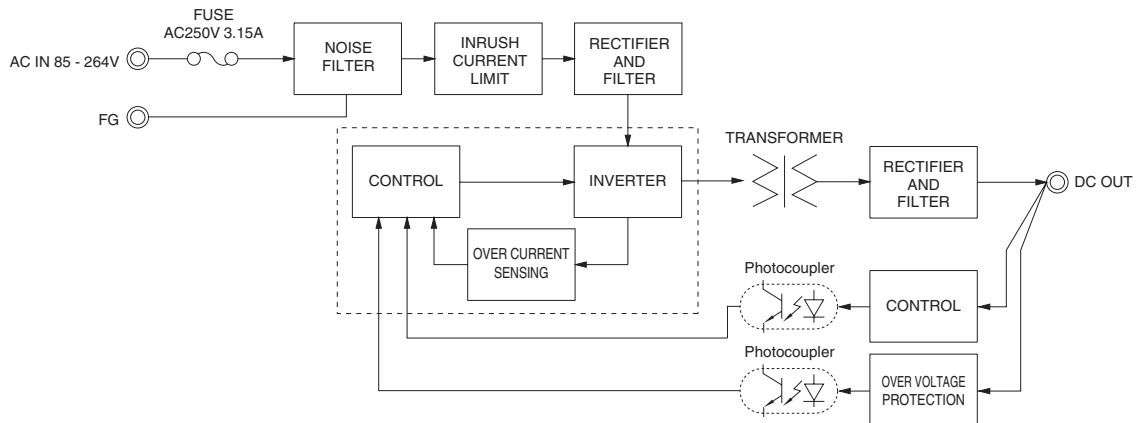 FUSE
AC250V 3.15A
AC IN 85 - 264V
NOISE
FILTER
INRUSH
CURRENT
LIMIT
RECTIFIER
AND
FILTER
FG
TRANSFORMER
CONTROL
INVERTER
RECTIFIER
AND
FILTER
DC OUT
OVER CURRENT
SENSING
Photocoupler
CONTROL
Photocoupler
OVER VOLTAGE
PROTECTION